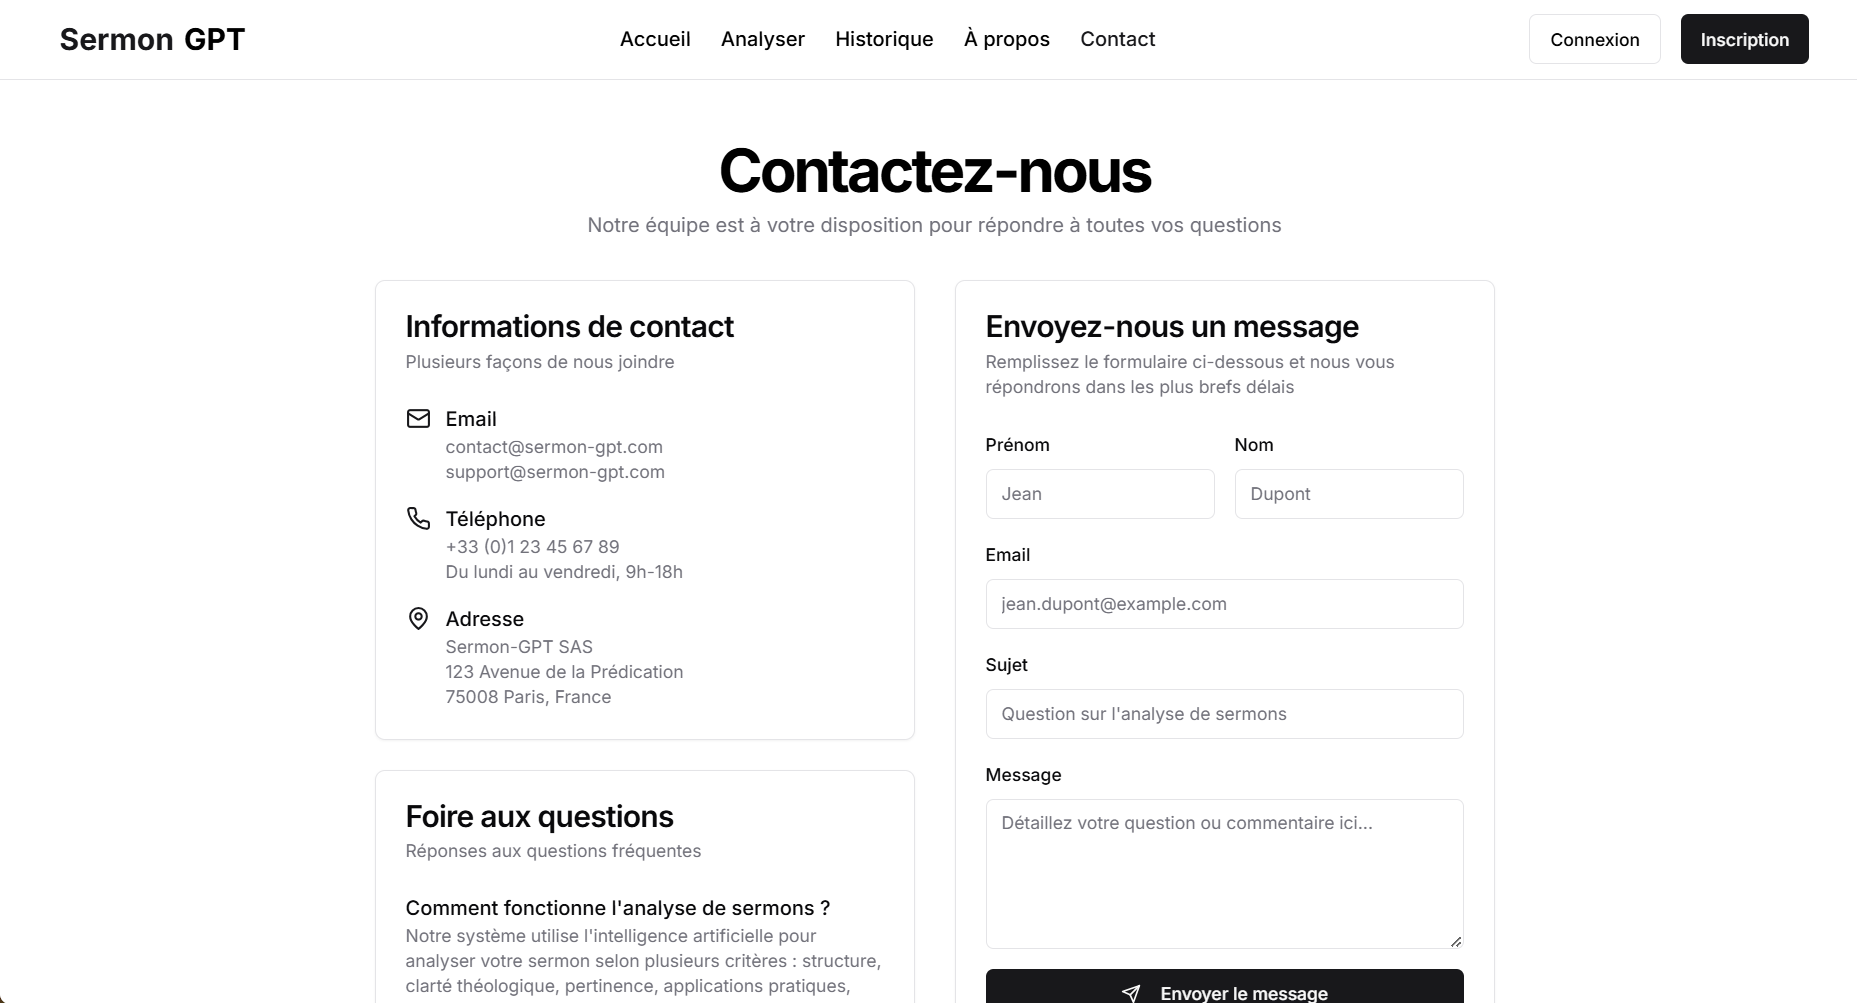 Sermon GPT
Accueil
Analyser
Historique
À propos
Contact
Connexion
Inscription
Contactez-nous
Notre équipe est à votre disposition pour répondre à toutes vos questions
Informations de contact
Plusieurs façons de nous joindre
Email
contact@sermon-gpt.com
support@sermon-gpt.com
Téléphone
+33 (0)1 23 45 67 89
Du lundi au vendredi, 9h-18h
Adresse
Sermon-GPT SAS
123 Avenue de la Prédication
75008 Paris, France
Foire aux questions
Réponses aux questions fréquentes
Comment fonctionne l'analyse de sermons ?
Notre système utilise l'intelligence artificielle pour
analyser votre sermon selon plusieurs critères : structure,
clarté théologique, pertinence, applications pratiques,
Envoyez-nous un message
Remplissez le formulaire ci-dessous et nous vous
répondrons dans les plus brefs délais
Prénom
Nom
Jean
Dupont
Email
jean.dupont@example.com
Sujet
Question sur l'analyse de sermons
Message
Détaillez votre question ou commentaire ici...
Envoyer le message